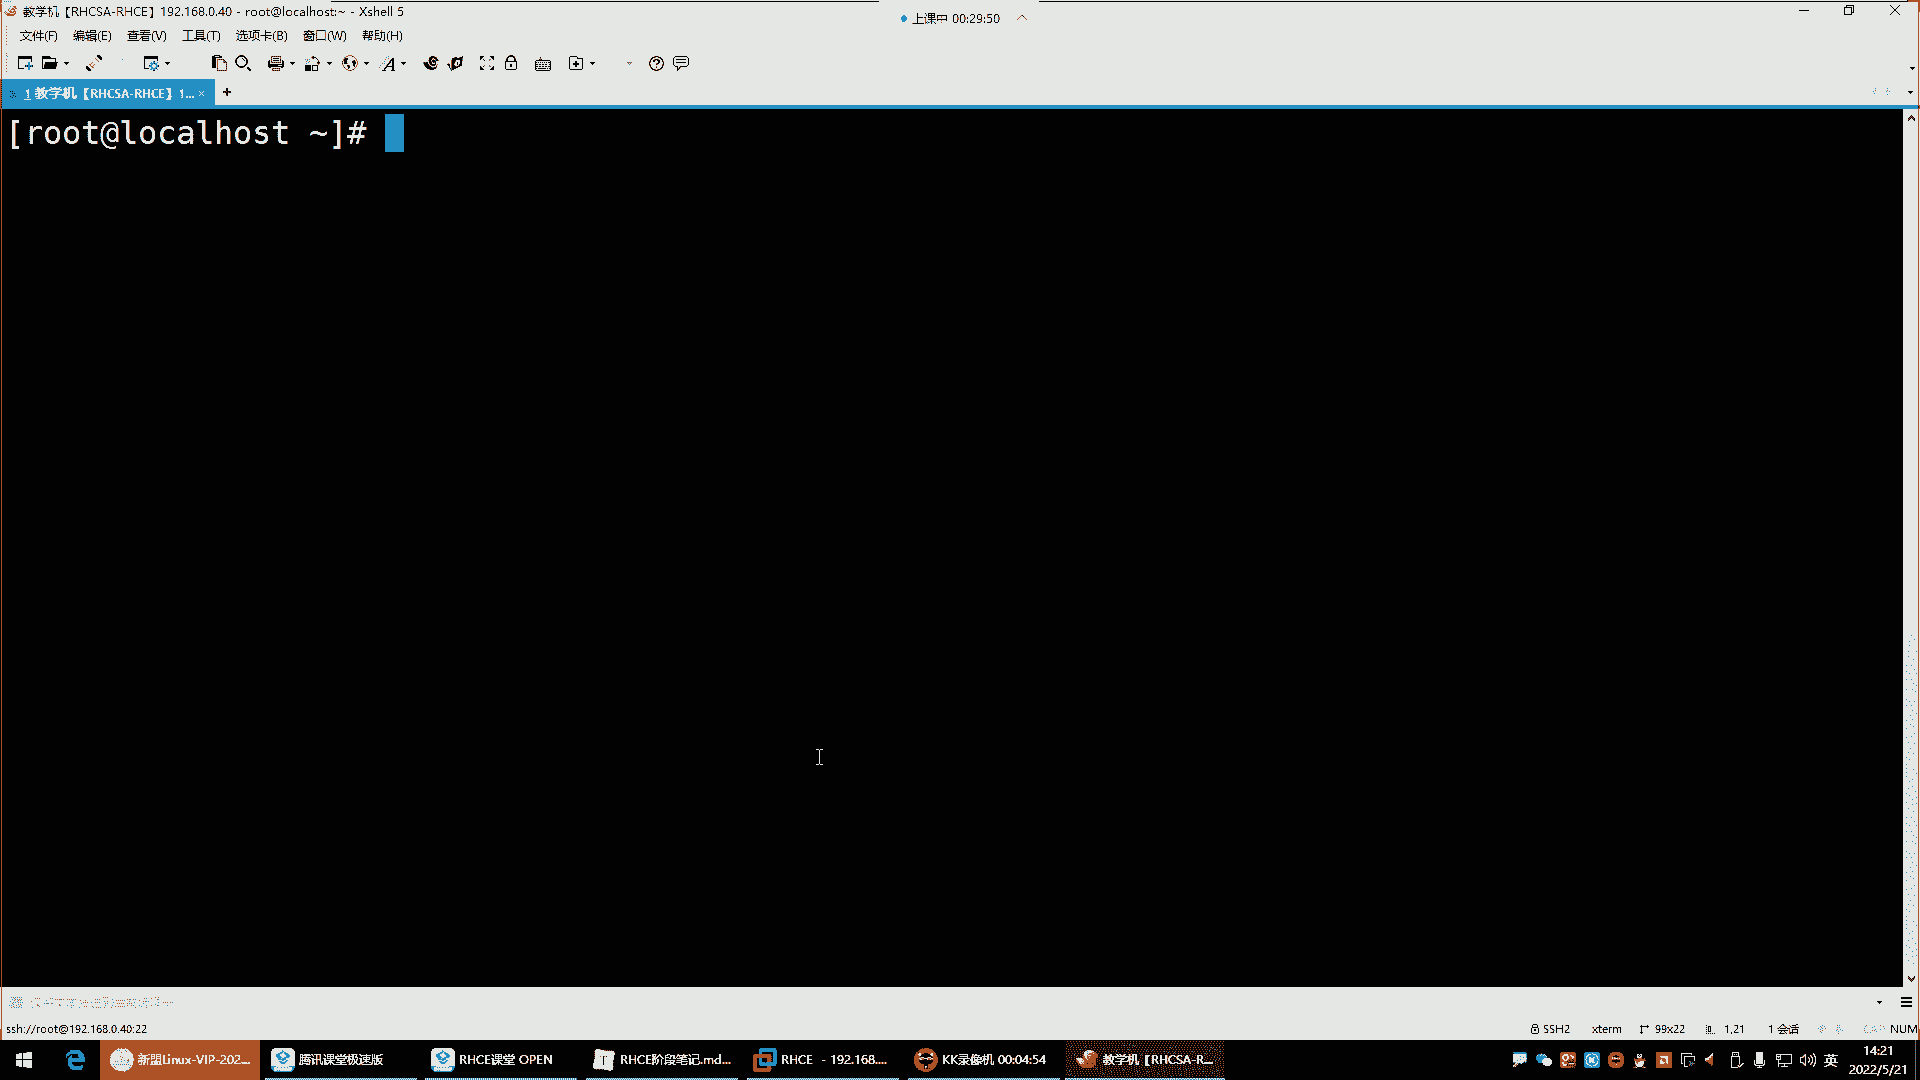 教学机【RHCSA-RHCE】192.168.0.40 - root@localhost:~ - Xshell 5
上课中 00:29:50
文件(F) 编辑(E) 查看(V) 工具(T) 选项卡(B) 窗口(W) 帮助(H)
1 教学机【RHCSA-RHCE】1... × +
[root@localhost ~]#
ssh://root@192.168.0.40:22
SSH2 xterm 99x22 1,21 1 会话 NUM
新盟Linux-VIP-202... 腾讯课堂极速版 RHCE课堂 OPEN RHCE阶段笔记.md... RHCE - 192.168.... KK录像机 00:04:54 教学机【RHCSA-R... 英 14:21
2022/5/21